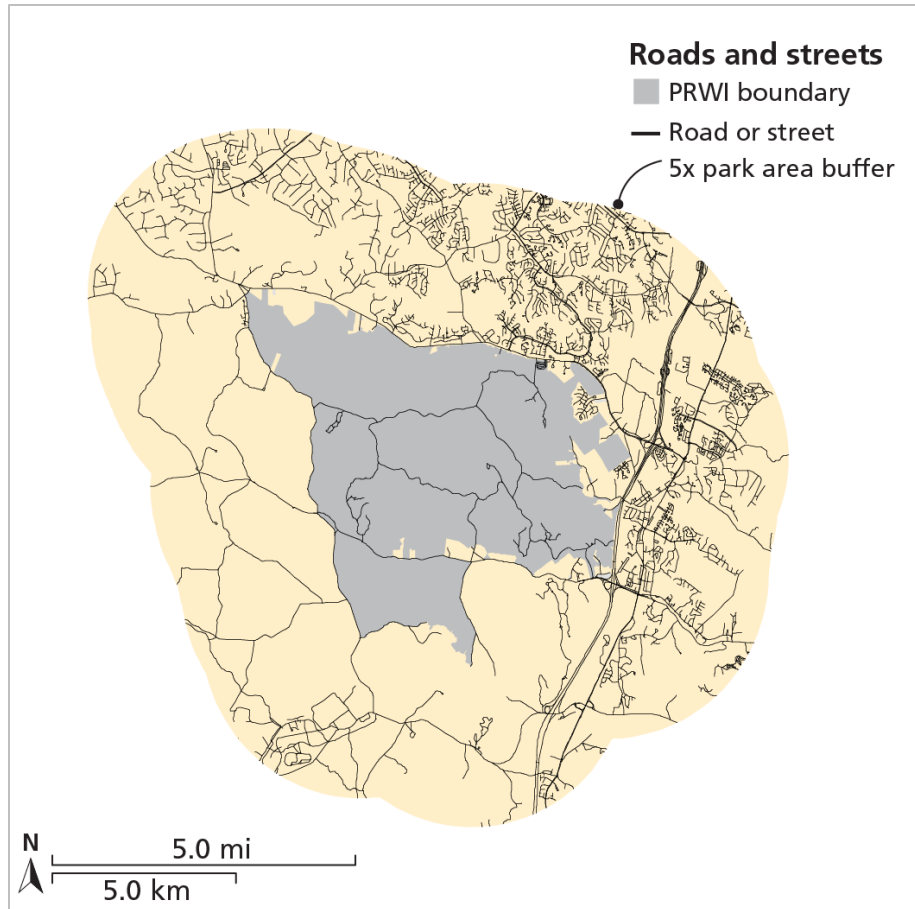 Roads and streets
PRWI boundary
Road or street
5x park area buffer
N
5.0 mi
5.0 km